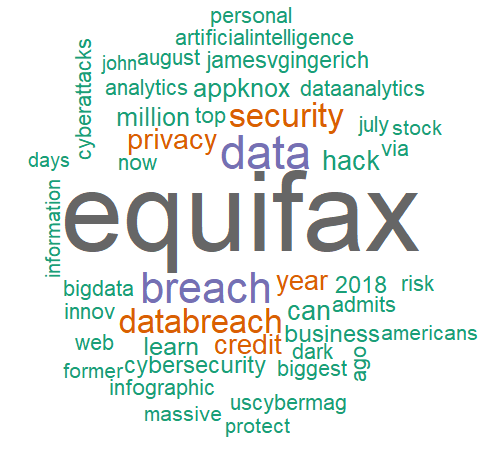 personal
artificialintelligence
john august jamesvgingerich
cyberattacks
analytics appknox dataanalytics
million top security
july stock
privacy data
hack via
days now
information
equifax
bigdata breach year 2018 risk
innov
databreach can admits
web learn credit business americans
dark
former cybersecurity biggest ago
infographic
massive uscybermag
protect